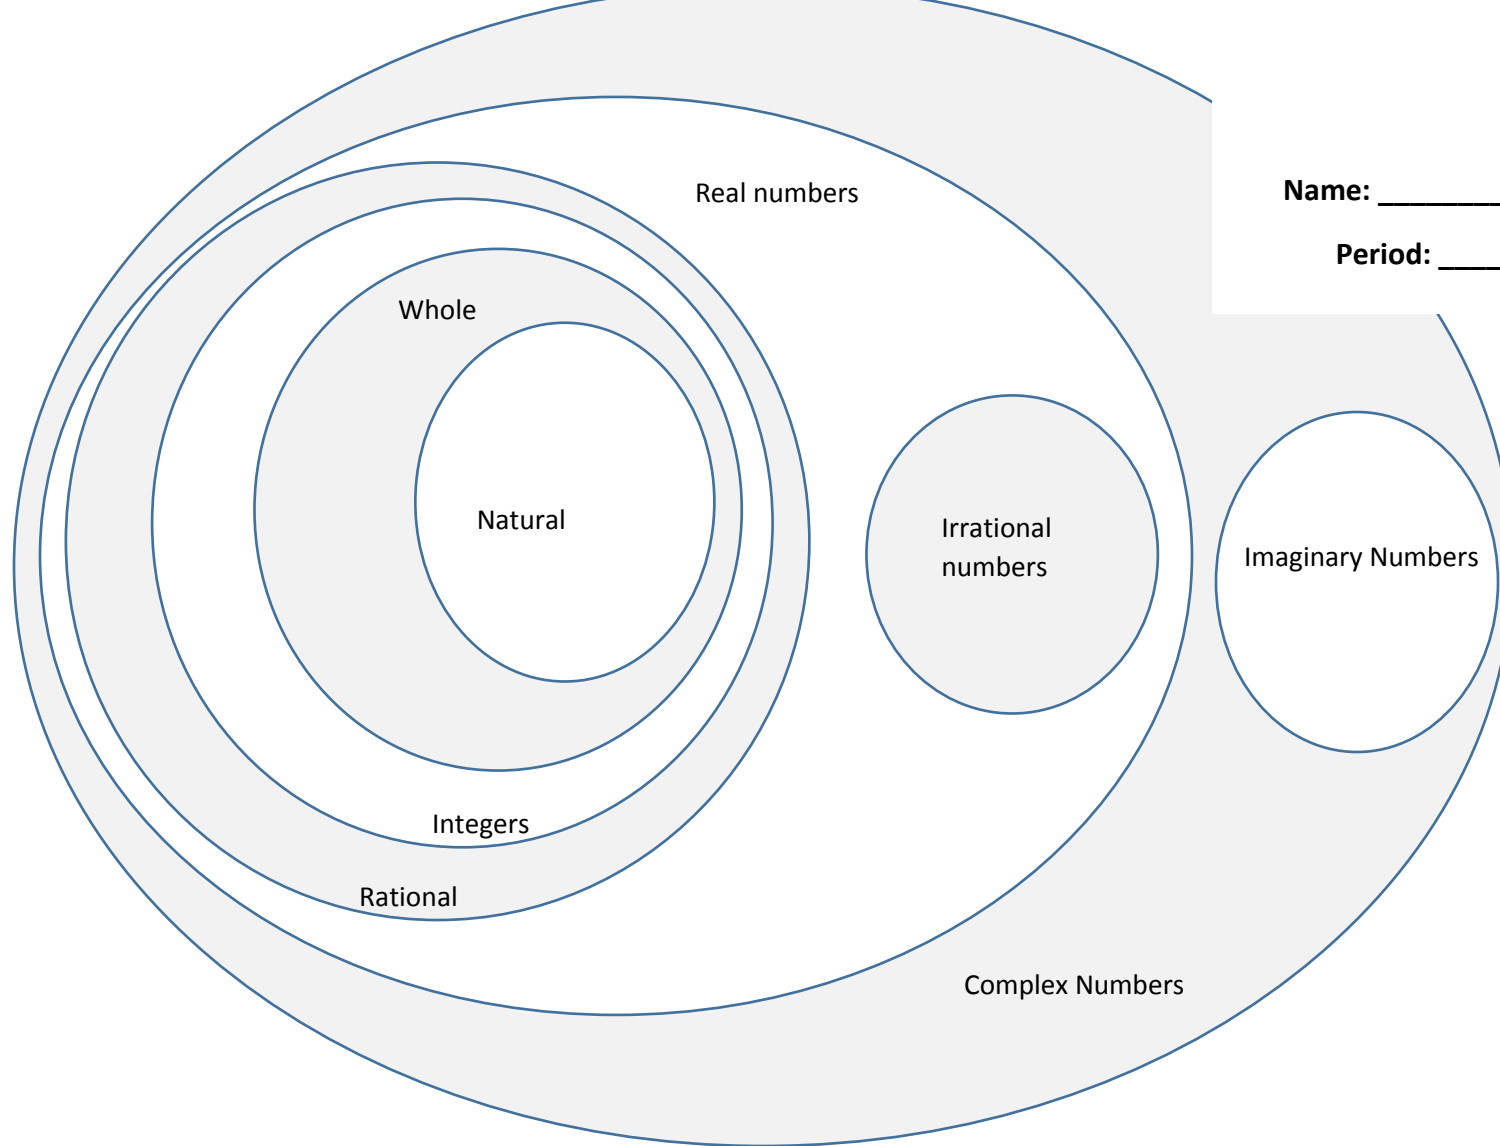 Real numbers
Name: ________
Period: ____
Whole
Natural
Irrational
numbers
Imaginary Numbers
Integers
Rational
Complex Numbers